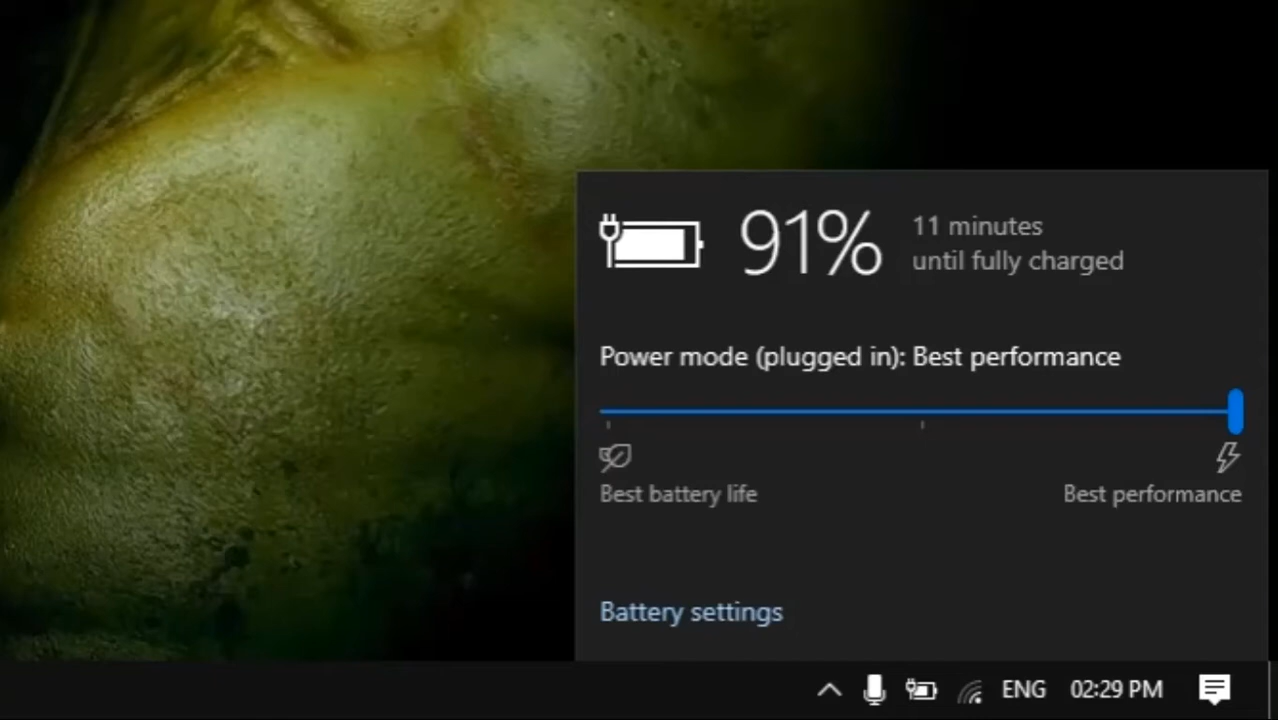 91%
11 minutes
until fully charged
Power mode (plugged in): Best performance
Best battery life
Best performance
Battery settings
ENG
02:29 PM